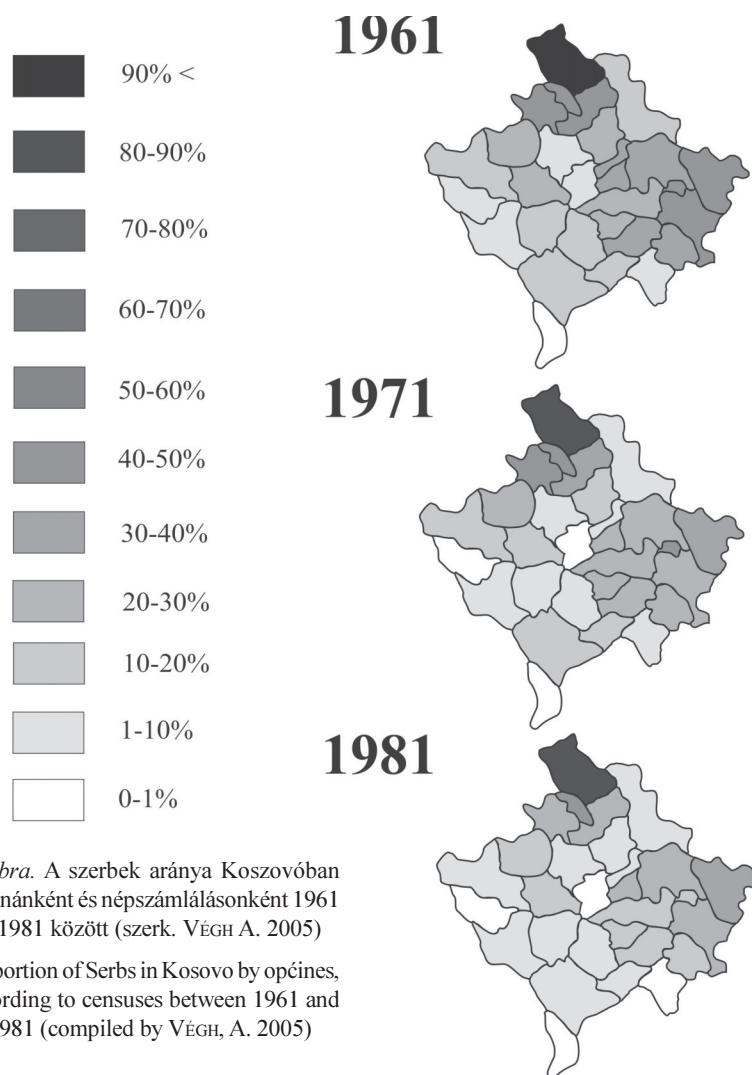 1961
90% <
80-90%
70-80%
60-70%
50-60%
40-50%
30-40%
20-30%
10-20%
1-10%
0-1%
1971
1981
bra. A szerbek aránya Koszovóban
nánként és népszámlálásonként 1961
1981 között (szerk. VÉGH A. 2005)
portion of Serbs in Kosovo by općines,
ording to censuses between 1961 and
981 (compiled by VÉGH, A. 2005)